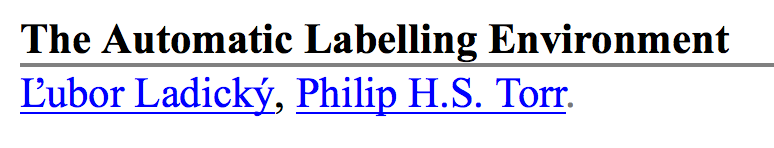 The Automatic Labelling Environment
Ľubor Ladický, Philip H.S. Torr.